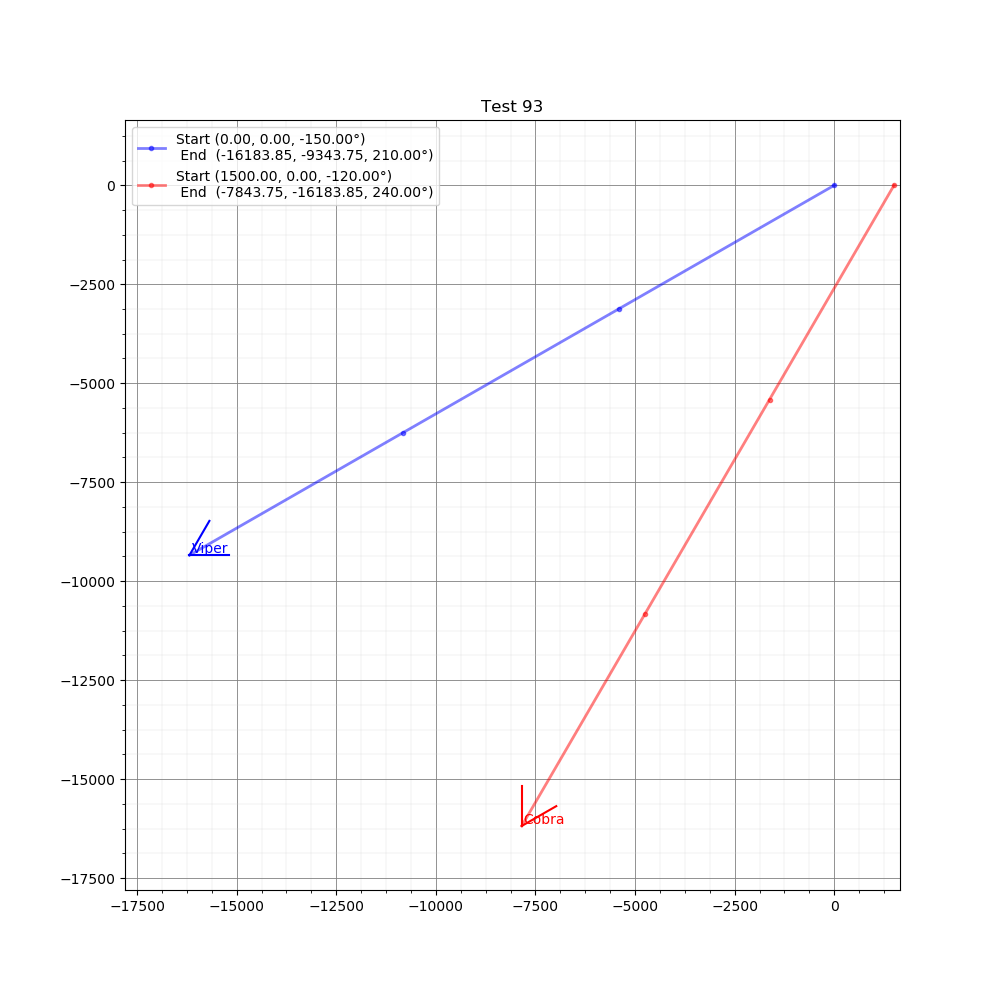 Test 93
Start (0.00, 0.00, -150.00°)
End  (-16183.85, -9343.75, 210.00°)
Start (1500.00, 0.00, -120.00°)
End  (-7843.75, -16183.85, 240.00°)
0
−2500
−5000
−7500
−10000
−12500
−15000
−17500
Viper
Cobra
−17500 −15000 −12500 −10000 −7500 −5000 −2500 0